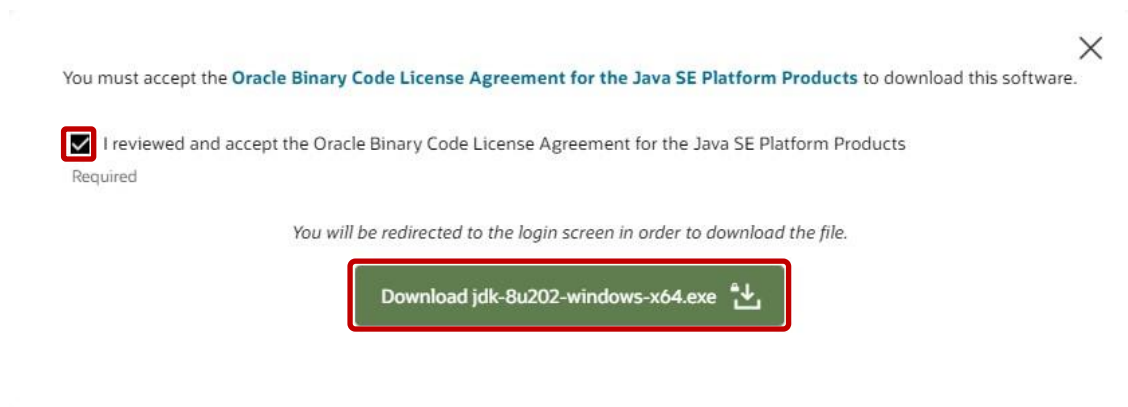 You must accept the Oracle Binary Code License Agreement for the Java SE Platform Products to download this software.
I reviewed and accept the Oracle Binary Code License Agreement for the Java SE Platform Products
Required
You will be redirected to the login screen in order to download the file.
Download jdk-8u202-windows-x64.exe